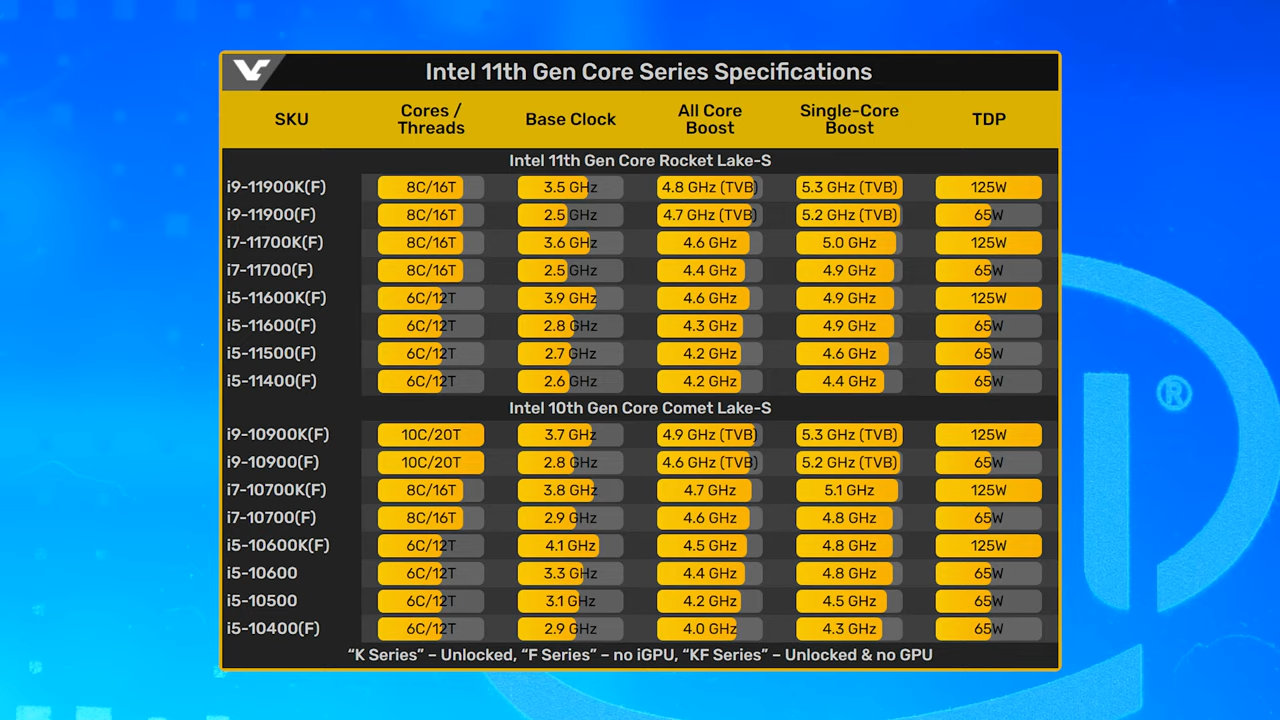 Intel 11th Gen Core Series Specifications
SKU Cores / Threads Base Clock All Core Boost Single-Core Boost TDP
Intel 11th Gen Core Rocket Lake-S
i9-11900K(F) 8C/16T 3.5 GHz 4.8 GHz (TVB) 5.3 GHz (TVB) 125W
i9-11900(F) 8C/16T 2.5 GHz 4.7 GHz (TVB) 5.2 GHz (TVB) 65W
i7-11700K(F) 8C/16T 3.6 GHz 4.6 GHz 5.0 GHz 125W
i7-11700(F) 8C/16T 2.5 GHz 4.4 GHz 4.9 GHz 65W
i5-11600K(F) 6C/12T 3.9 GHz 4.6 GHz 4.9 GHz 125W
i5-11600(F) 6C/12T 2.8 GHz 4.3 GHz 4.9 GHz 65W
i5-11500(F) 6C/12T 2.7 GHz 4.2 GHz 4.6 GHz 65W
i5-11400(F) 6C/12T 2.6 GHz 4.2 GHz 4.4 GHz 65W
Intel 10th Gen Core Comet Lake-S
i9-10900K(F) 10C/20T 3.7 GHz 4.9 GHz (TVB) 5.3 GHz (TVB) 125W
i9-10900(F) 10C/20T 2.8 GHz 4.6 GHz (TVB) 5.2 GHz (TVB) 65W
i7-10700K(F) 8C/16T 3.8 GHz 4.7 GHz 5.1 GHz 125W
i7-10700(F) 8C/16T 2.9 GHz 4.6 GHz 4.8 GHz 65W
i5-10600K(F) 6C/12T 4.1 GHz 4.5 GHz 4.8 GHz 125W
i5-10600 6C/12T 3.3 GHz 4.4 GHz 4.8 GHz 65W
i5-10500 6C/12T 3.1 GHz 4.2 GHz 4.5 GHz 65W
i5-10400(F) 6C/12T 2.9 GHz 4.0 GHz 4.3 GHz 65W
“K Series” – Unlocked, “F Series” – no iGPU, “KF Series” – Unlocked & no GPU
®